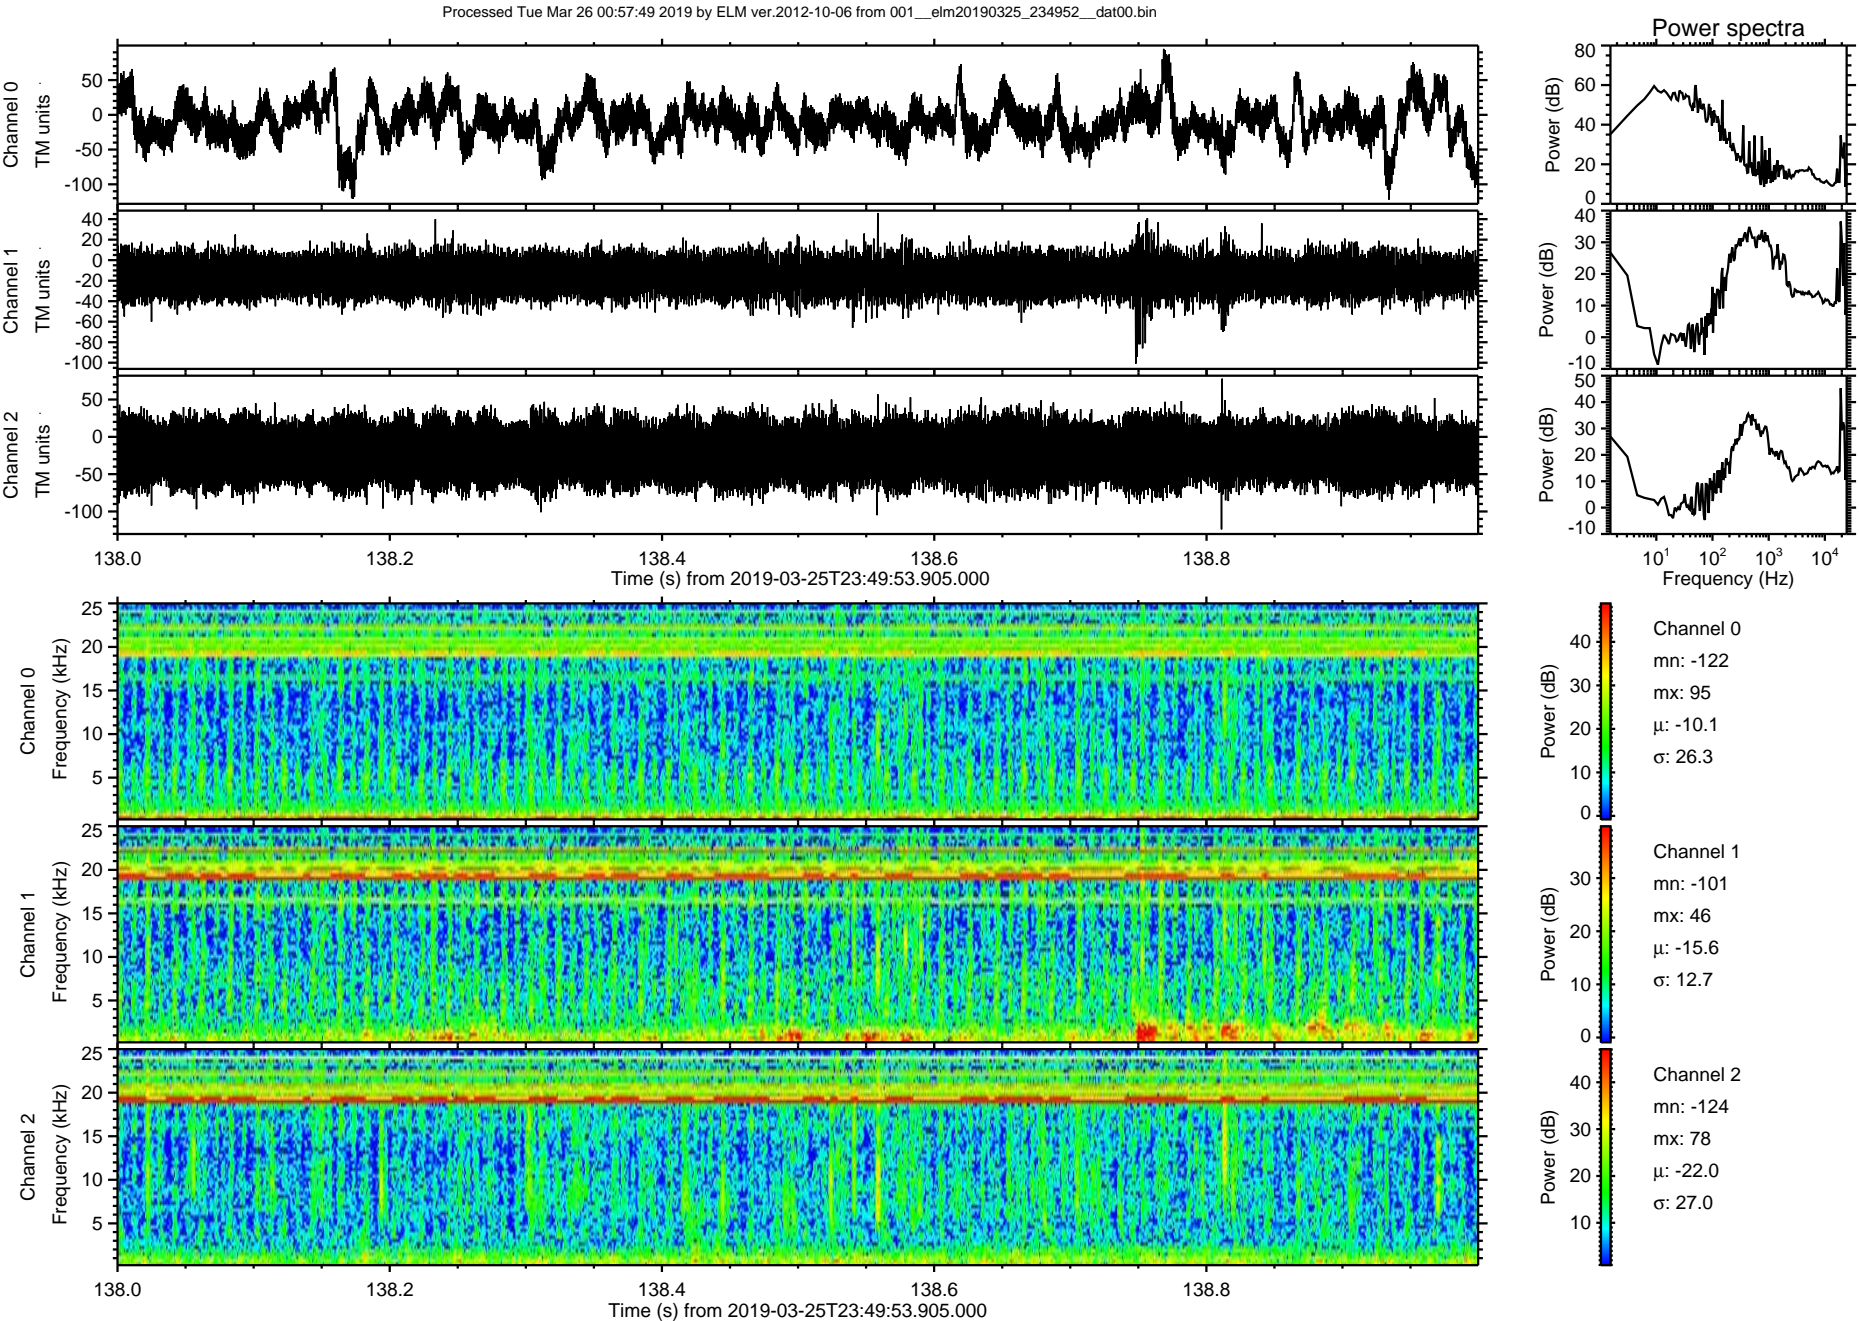 Processed Tue Mar 26 00:57:49 2019 by ELM ver.2012-10-06 from 001__elm20190325_234952__dat00.bin
Power spectra
Channel 0
TM units
50
0
-50
-100
Power (dB)
80
60
40
20
0
Channel 1
TM units
40
20
0
-20
-40
-60
-80
-100
Power (dB)
40
30
20
10
0
-10
Channel 2
TM units
50
0
-50
-100
Power (dB)
50
40
30
20
10
0
-10
138.0 138.2 138.4 138.6 138.8
Time (s) from 2019-03-25T23:49:53.905.000
10^1 10^2 10^3 10^4
Frequency (Hz)
Channel 0
Frequency (kHz)
25
20
15
10
5
Power (dB)
40
30
20
10
0
Channel 0
mn: -122
mx: 95
μ: -10.1
σ: 26.3
Channel 1
Frequency (kHz)
25
20
15
10
5
Power (dB)
30
20
10
0
Channel 1
mn: -101
mx: 46
μ: -15.6
σ: 12.7
Channel 2
Frequency (kHz)
25
20
15
10
5
Power (dB)
40
30
20
10
Channel 2
mn: -124
mx: 78
μ: -22.0
σ: 27.0
138.0 138.2 138.4 138.6 138.8
Time (s) from 2019-03-25T23:49:53.905.000